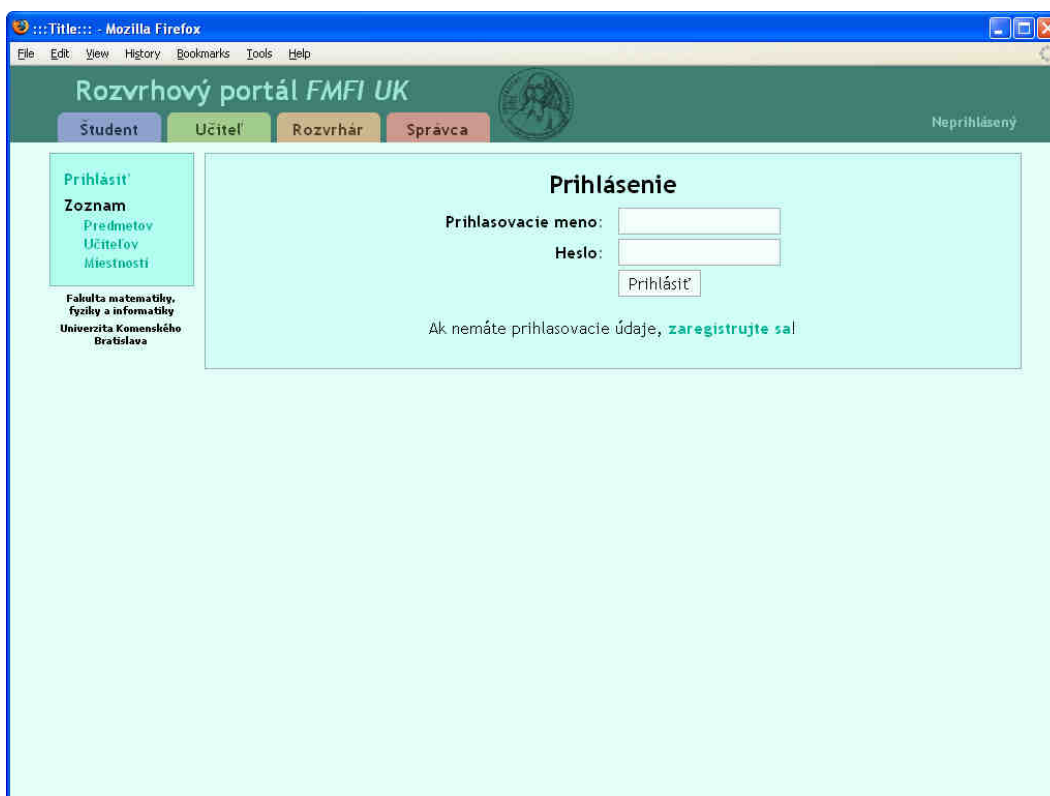 :::Title::: - Mozilla Firefox
File Edit View History Bookmarks Tools Help
Rozvrhový portál FMFI UK
Študent Učiteľ Rozvrhár Správca
Neprihlásený
Prihlásiť
Zoznam
Predmetov
Učiteľov
Miestností
Fakulta matematiky,
fyziky a informatiky
Univerzita Komenského
Bratislava
Prihlásenie
Prihlasovacie meno:
Heslo:
Prihlásiť
Ak nemáte prihlasovacie údaje, zaregistrujte sa!